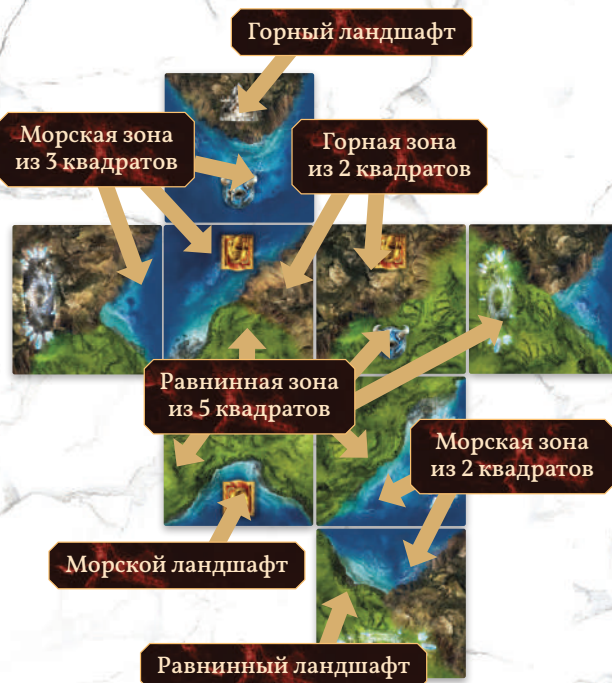 Горный ландшафт
Морская зона
из 3 квадратов
Горная зона
из 2 квадратов
Равнинная зона
из 5 квадратов
Морская зона
из 2 квадратов
Морской ландшафт
Равнинный ландшафт